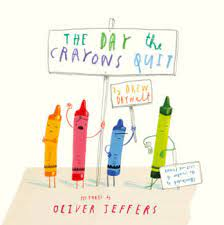 THE DAY the
CRAYONS QUIT
by DREW
DAYWALT
PICTURES by
OLIVER JEFFERS